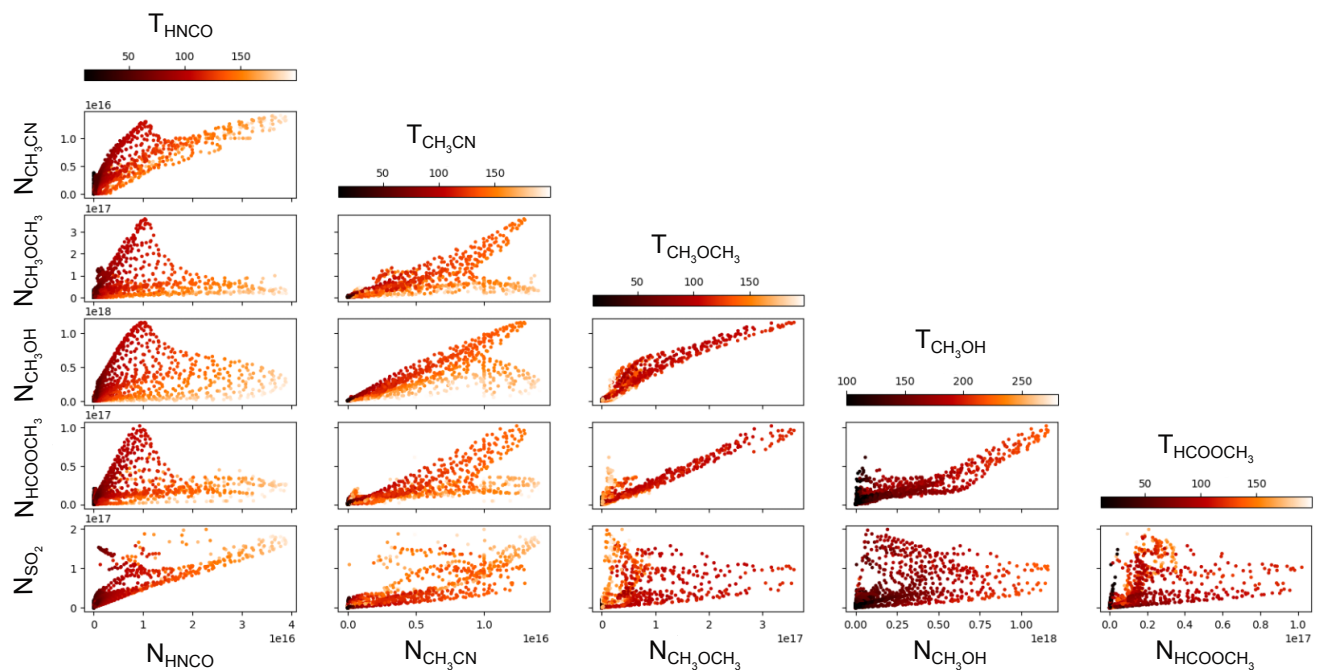 T_HNCO
50 100 150
1e16
N_CH₃CN
1.0
0.5
0.0
T_CH₃CN
50 100 150
1e17
N_CH₃OCH₃
3
2
1
0
T_CH₃OCH₃
50 100 150
1e18
N_CH₃OH
1.0
0.5
0.0
T_CH₃OH
100 150 200 250
1e17
N_HCOOCH₃
1.0
0.5
0.0
T_HCOOCH₃
50 100 150
1e17
N_SO₂
2
1
0
0 1 2 3 4
1e16
N_HNCO
0.0 0.5 1.0
1e16
N_CH₃CN
0 1 2 3
1e17
N_CH₃OCH₃
0.00 0.25 0.50 0.75 1.00
1e18
N_CH₃OH
0.0 0.2 0.4 0.6 0.8 1.0
1e17
N_HCOOCH₃